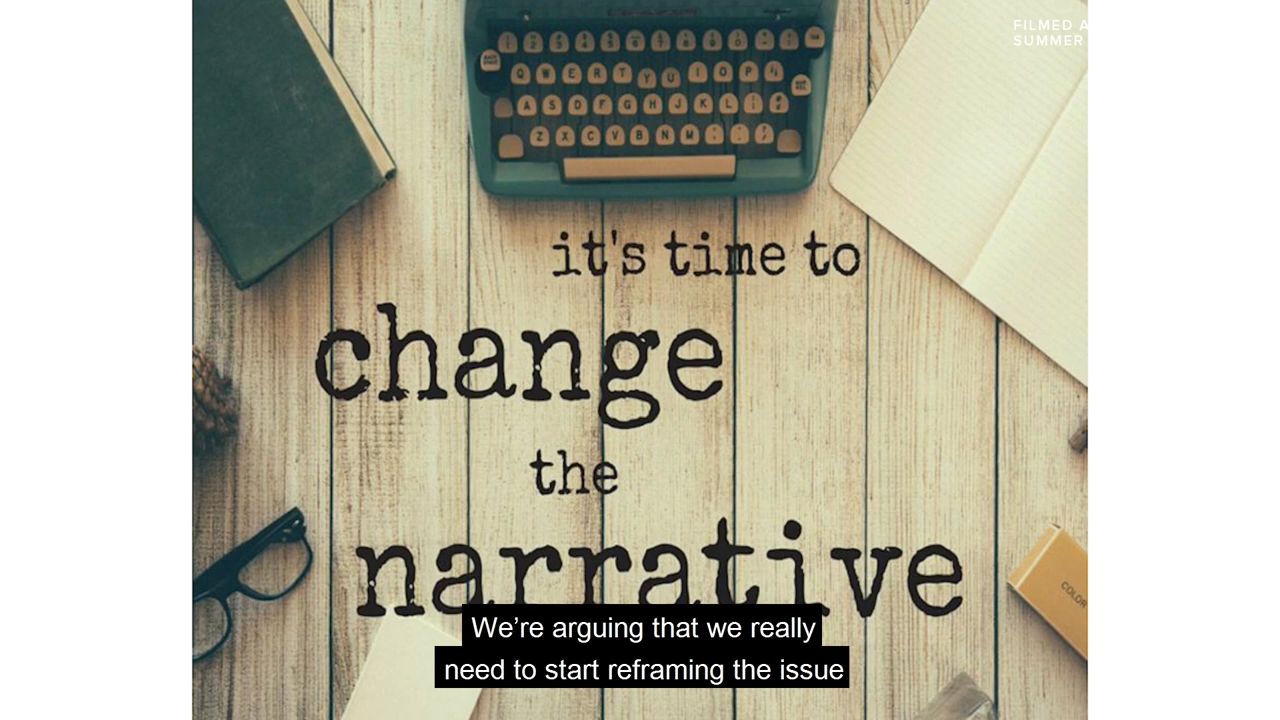 FILMED A
SUMMER
Q W E R T Y U I O P
A S D F G H J K L
Z X C V B N M
it's time to
change
the
narrative
COLOR
We’re arguing that we really
need to start reframing the issue